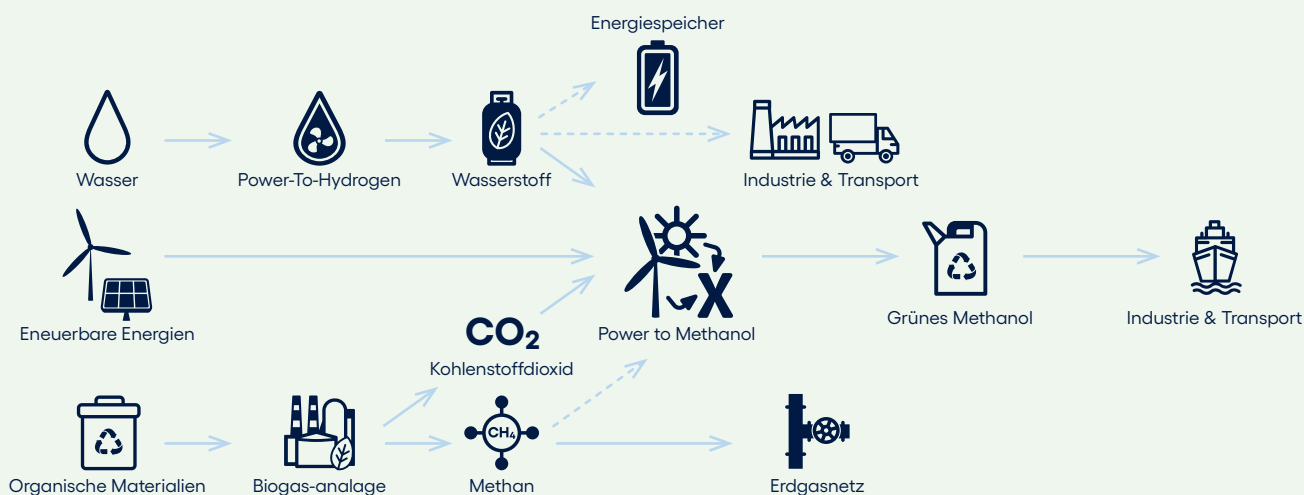 Energiespeicher
Wasser
Power-To-Hydrogen
Wasserstoff
Industrie & Transport
Eneuerbare Energien
CO₂
Kohlenstoffdioxid
X
Power to Methanol
Grünes Methanol
Industrie & Transport
CH₄
Organische Materialien
Biogas-analage
Methan
Erdgasnetz